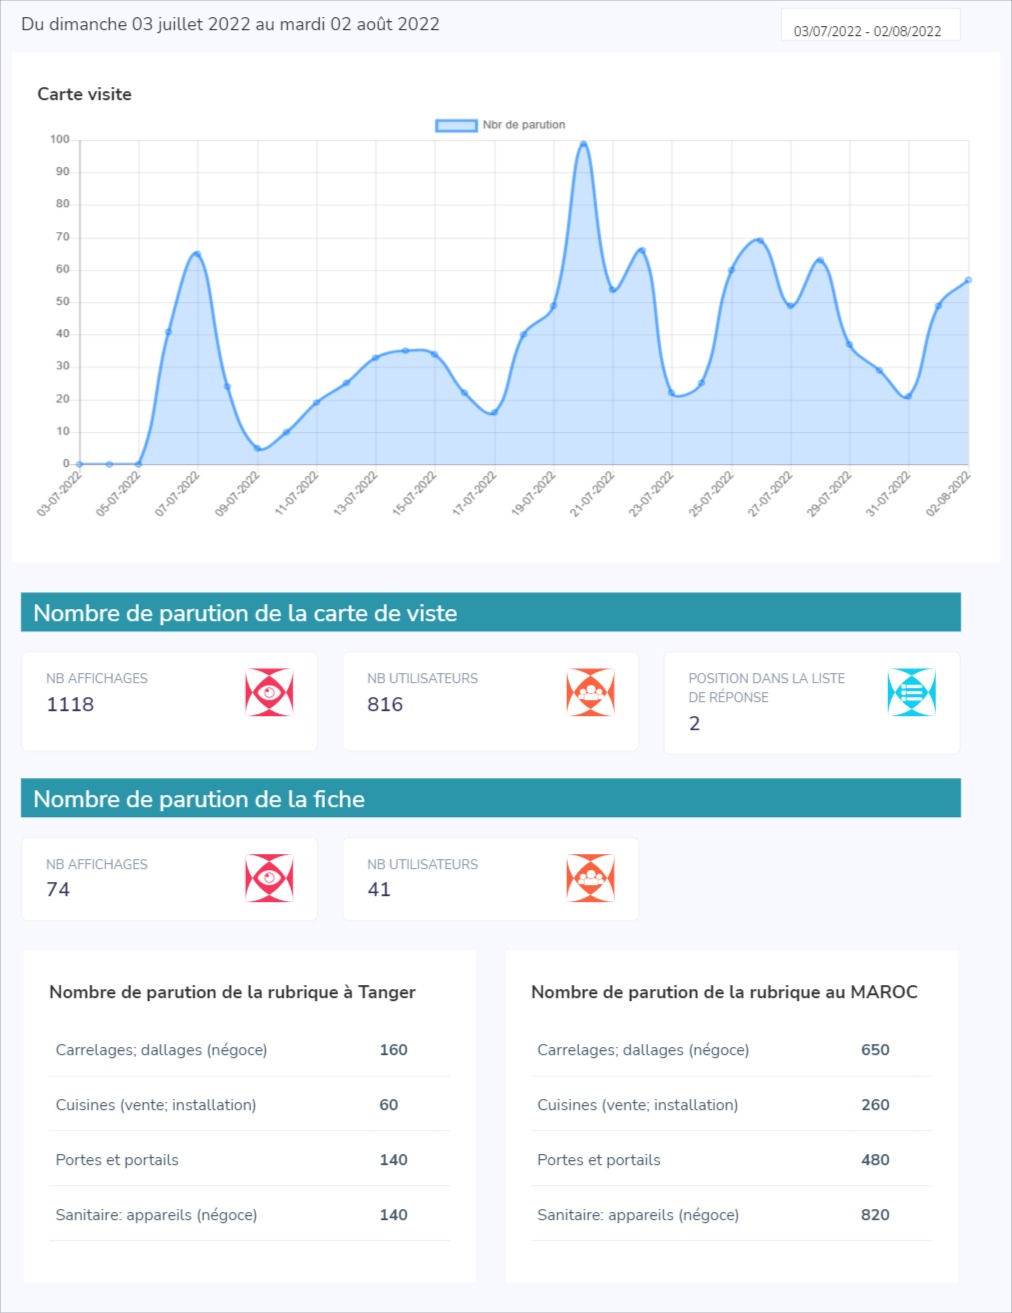 Du dimanche 03 juillet 2022 au mardi 02 août 2022
03/07/2022 - 02/08/2022
Carte visite
Nbr de parution
100
90
80
70
60
50
40
30
20
10
0
03-07-2022
05-07-2022
07-07-2022
09-07-2022
11-07-2022
13-07-2022
15-07-2022
17-07-2022
19-07-2022
21-07-2022
23-07-2022
25-07-2022
27-07-2022
29-07-2022
31-07-2022
02-08-2022
Nombre de parution de la carte de viste
NB AFFICHAGES
1118
NB UTILISATEURS
816
POSITION DANS LA LISTE
DE RÉPONSE
2
Nombre de parution de la fiche
NB AFFICHAGES
74
NB UTILISATEURS
41
Nombre de parution de la rubrique à Tanger
Carrelages; dallages (négoce) 160
Cuisines (vente; installation) 60
Portes et portails 140
Sanitaire: appareils (négoce) 140
Nombre de parution de la rubrique au MAROC
Carrelages; dallages (négoce) 650
Cuisines (vente; installation) 260
Portes et portails 480
Sanitaire: appareils (négoce) 820